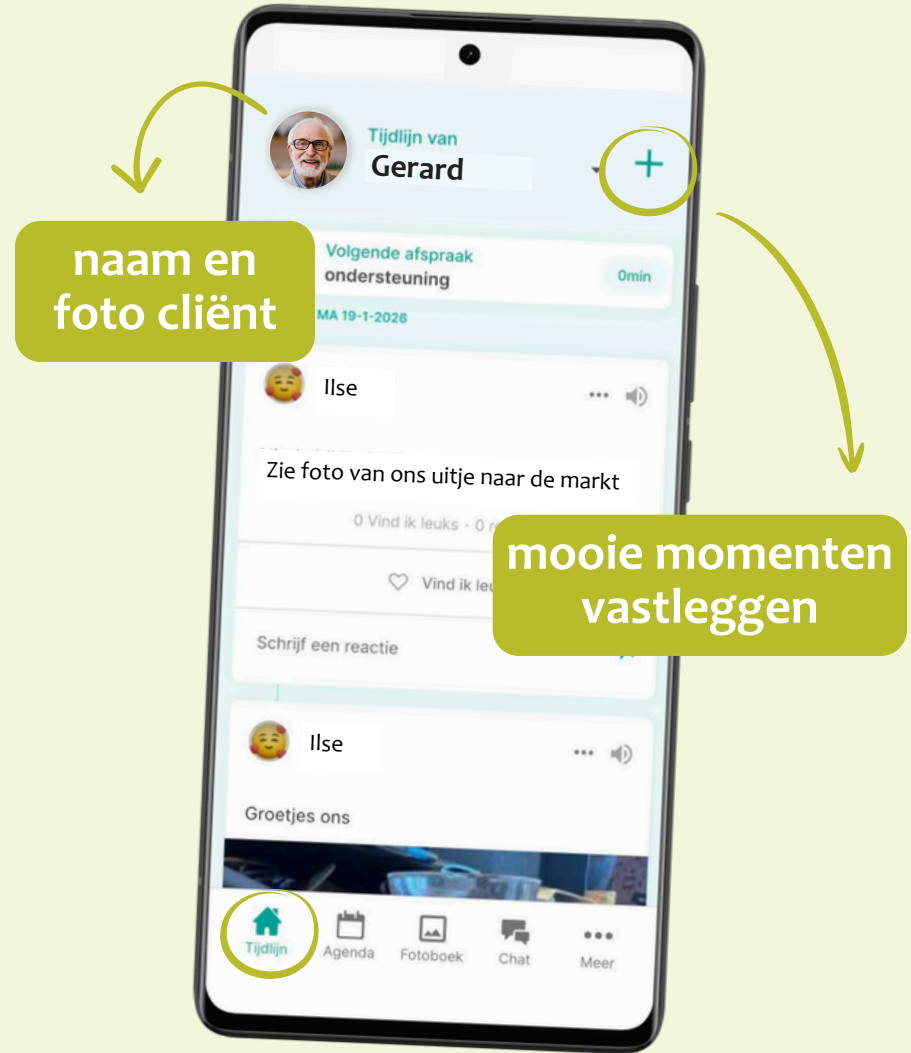 Tijdlijn van
Gerard
naam en
foto cliënt
Volgende afspraak
ondersteuning
0min
MA 19-1-2026
Ilse
Zie foto van ons uitje naar de markt
0 Vind ik leuks · 0
mooie momenten
vastleggen
Vind ik
Schrijf een reactie
Ilse
Groetjes ons
Tijdlijn
Agenda
Fotoboek
Chat
Meer